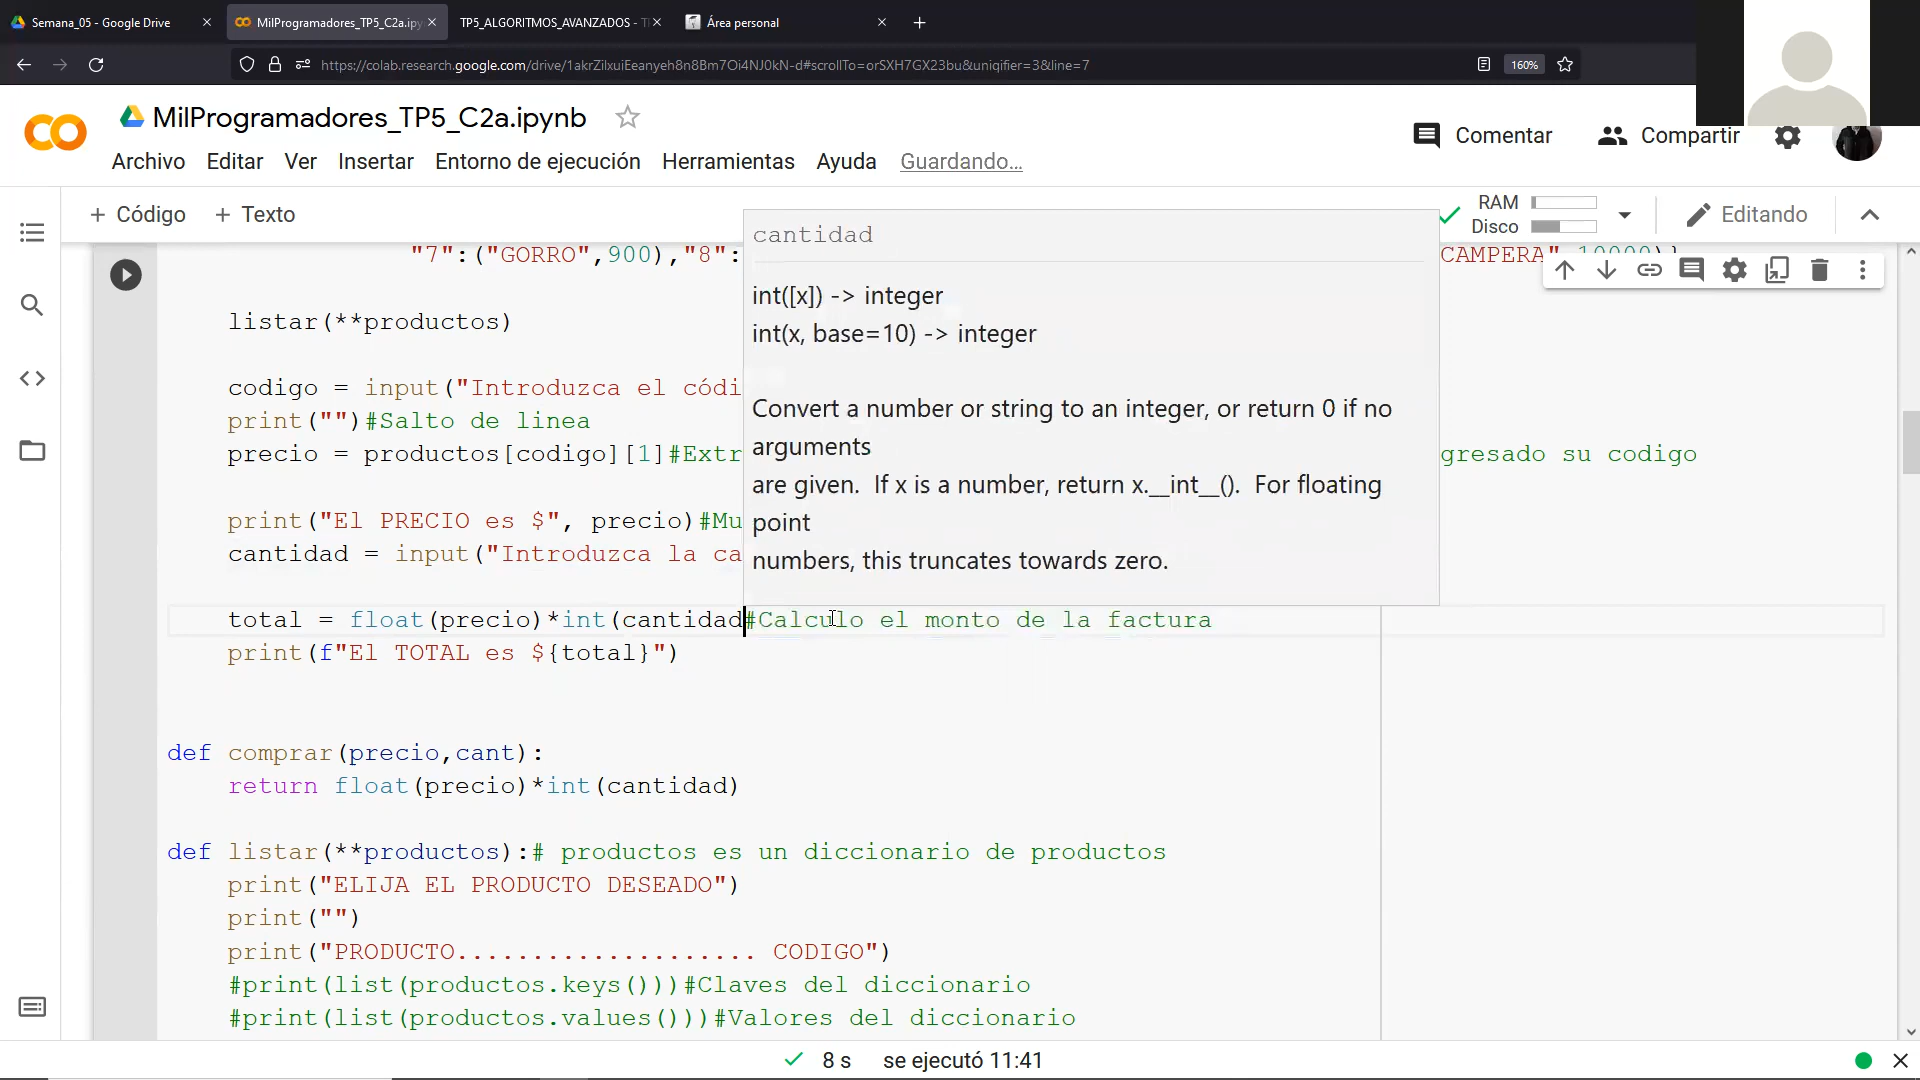 Semana_05 - Google Drive
MilProgramadores_TP5_C2a.ipy
TP5_ALGORITMOS_AVANZADOS - T
Área personal
https://colab.research.google.com/drive/1akrZilxuiEeanyeh8n8Bm7Oi4NJ0kN-d#scrollTo=orSXH7GX23bu&uniqifier=3&line=7
160%
MilProgramadores_TP5_C2a.ipynb
Comentar
Compartir
Archivo Editar Ver Insertar Entorno de ejecución Herramientas Ayuda Guardando...
+ Código + Texto
RAM
Disco
Editando
"7":("GORRO",900),"8":
CAMPERA",10000)}
cantidad
int([x]) -> integer
int(x, base=10) -> integer
Convert a number or string to an integer, or return 0 if no
arguments
are given.  If x is a number, return x.__int__().  For floating
point
numbers, this truncates towards zero.
listar(**productos)
codigo = input("Introduzca el códi
print("")#Salto de linea
precio = productos[codigo][1]#Extr
gresado su codigo
print("El PRECIO es $", precio)#Mu
cantidad = input("Introduzca la ca
total = float(precio)*int(cantidad#Calculo el monto de la factura
print(f"El TOTAL es ${total}")
def comprar(precio,cant):
return float(precio)*int(cantidad)
def listar(**productos):# productos es un diccionario de productos
print("ELIJA EL PRODUCTO DESEADO")
print("")
print("PRODUCTO.................... CODIGO")
#print(list(productos.keys()))#Claves del diccionario
#print(list(productos.values()))#Valores del diccionario
8 s se ejecutó 11:41